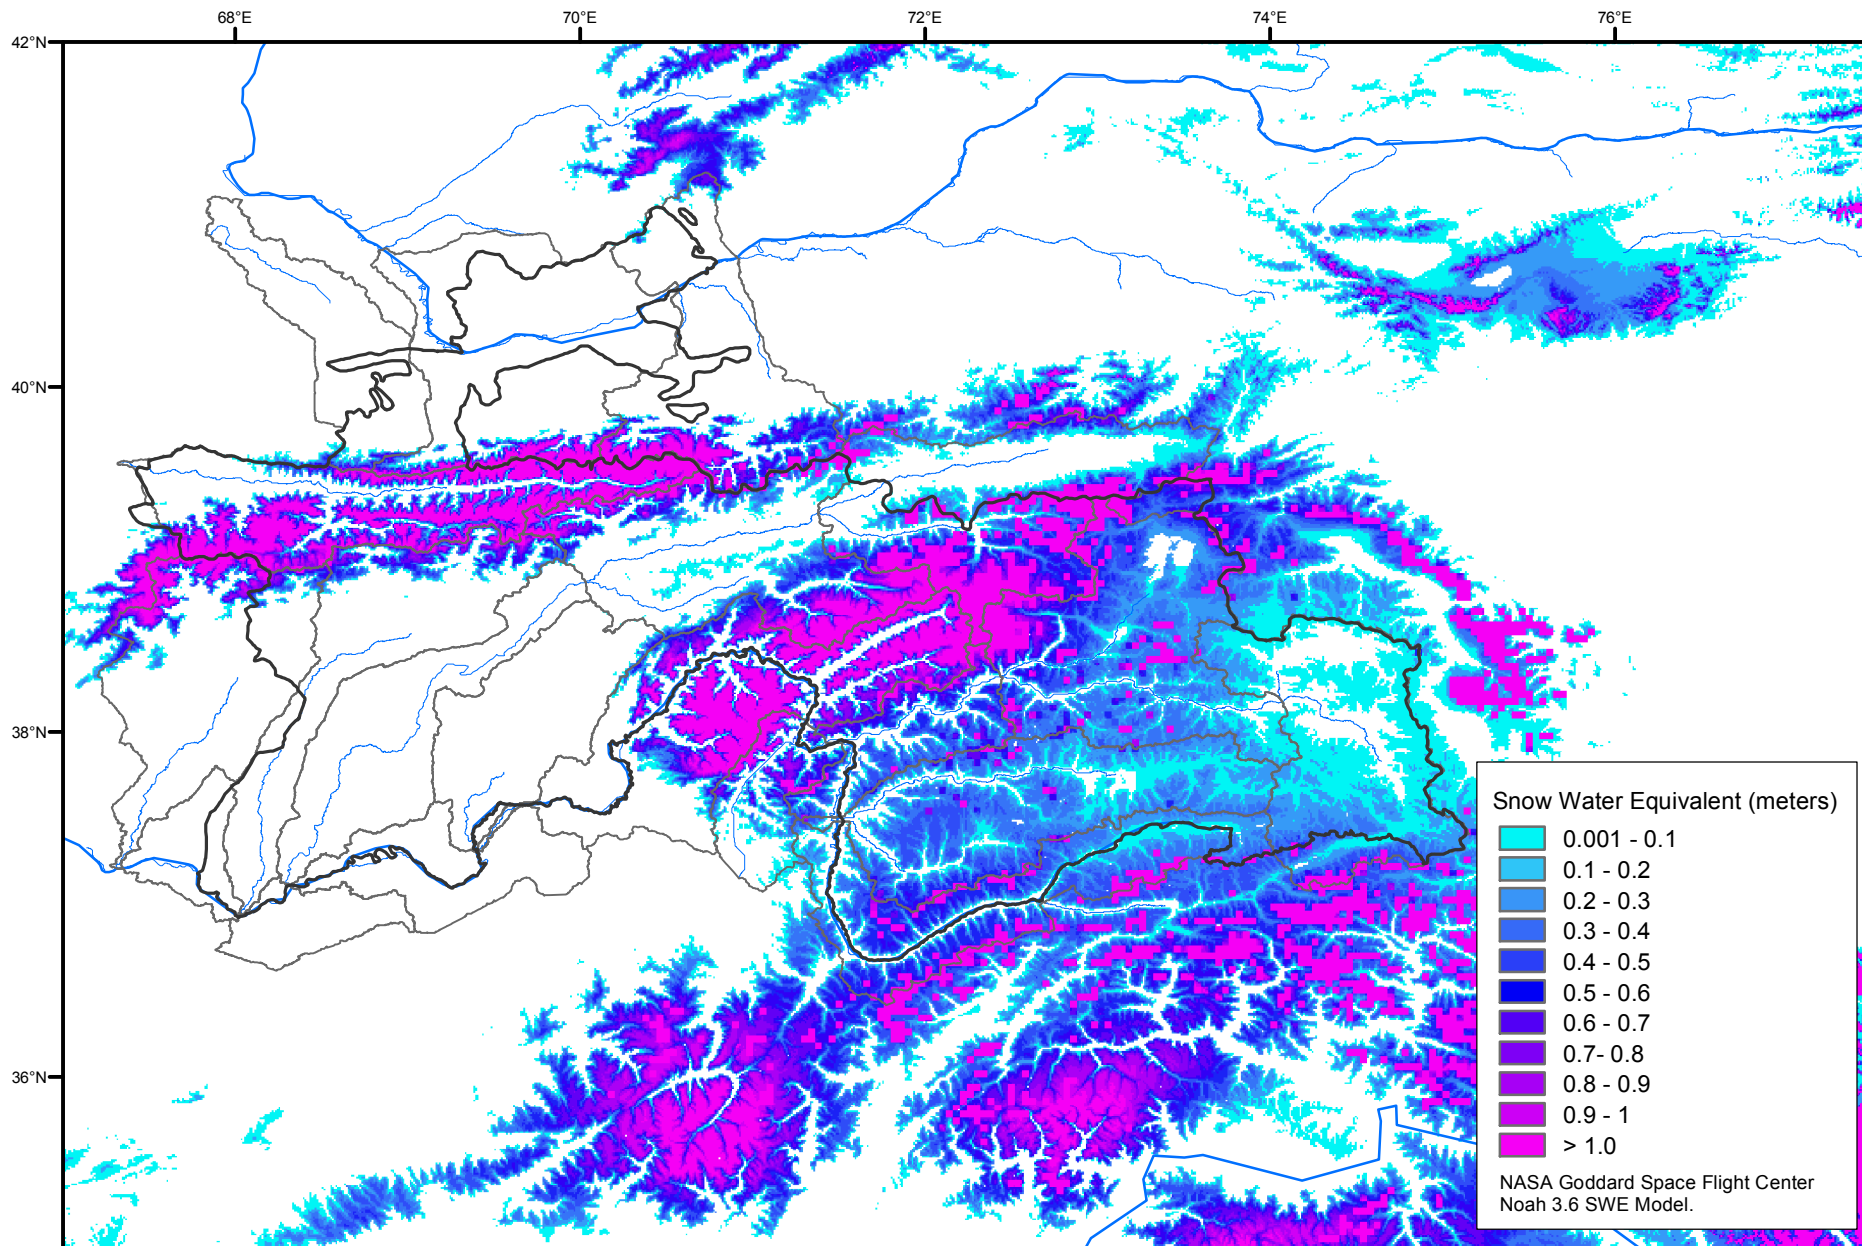 68°E
70°E
72°E
74°E
76°E
42°N
40°N
38°N
36°N
Snow Water Equivalent (meters)
0.001 - 0.1
0.1 - 0.2
0.2 - 0.3
0.3 - 0.4
0.4 - 0.5
0.5 - 0.6
0.6 - 0.7
0.7- 0.8
0.8 - 0.9
0.9 - 1
> 1.0
NASA Goddard Space Flight Center
Noah 3.6 SWE Model.